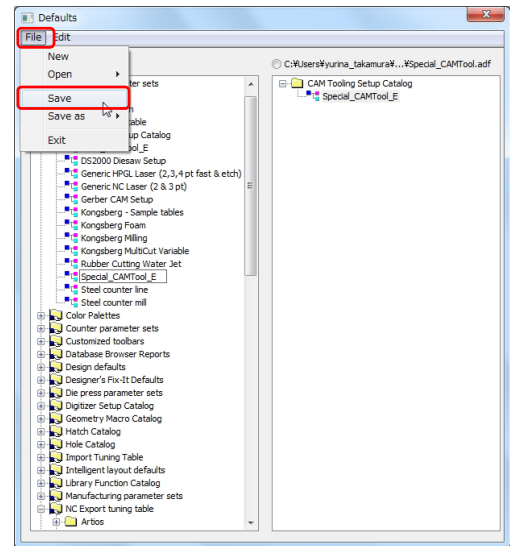 Defaults
File Edit
New
Open
Save
Save as
Exit
C:¥Users¥yurina_takamura¥...¥Special_CAMTool.adf
CAM Tooling Setup Catalog
Special_CAMTool_E
ter sets
table
up Catalog
ool_E
DS2000 Diesaw Setup
Generic HPGL Laser (2,3,4 pt fast & etch)
Generic NC Laser (2 & 3 pt)
Gerber CAM Setup
Kongsberg - Sample tables
Kongsberg Foam
Kongsberg Milling
Kongsberg MultiCut Variable
Rubber Cutting Water Jet
Special_CAMTool_E
Steel counter line
Steel counter mill
Color Palettes
Counter parameter sets
Customized toolbars
Database Browser Reports
Design defaults
Designer's Fix-It Defaults
Die press parameter sets
Digitizer Setup Catalog
Geometry Macro Catalog
Hatch Catalog
Hole Catalog
Import Tuning Table
Intelligent layout defaults
Library Function Catalog
Manufacturing parameter sets
NC Export tuning table
Artios